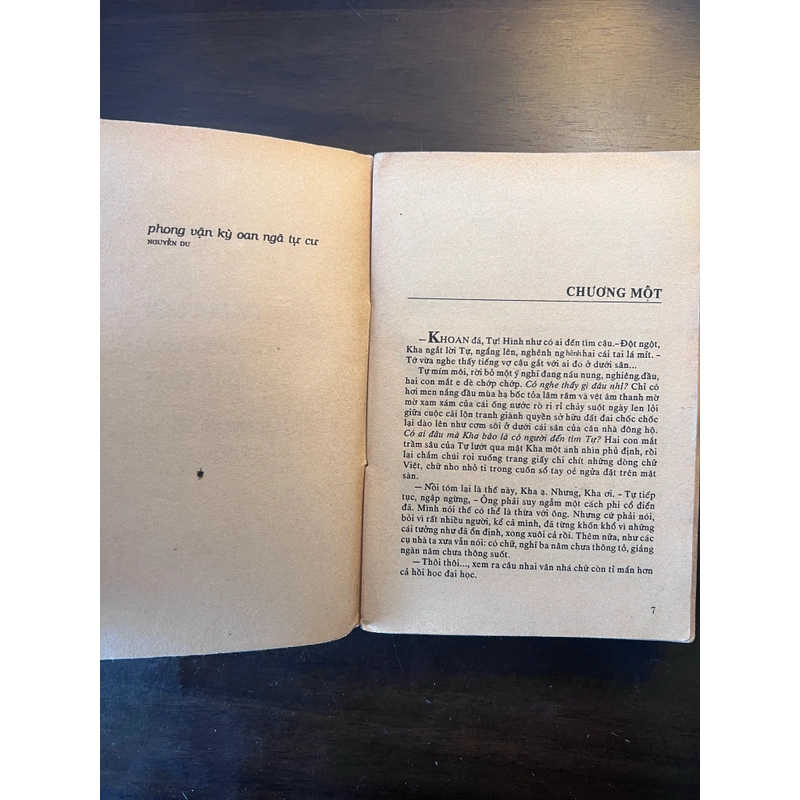 phong vận kỳ oan ngã tự cư
NGUYỄN DU
CHƯƠNG MỘT
– KHOAN đã, Tự! Hình như có ai đến tìm cậu.– Đột ngột,
Kha ngắt lời Tự, ngẩng lên, nghênh nghênh hai cái tai lá mít. –
Tớ vừa nghe thấy tiếng vợ cậu gắt với ai đo ở dưới sân...
Tự mím môi, rời bỏ một ý nghĩ đang nấu nung, nghiêng đầu,
hai con mắt e dè chớp chớp. Có nghe thấy gì đâu nhỉ? Chỉ có
hơi men nắng đầu mùa hạ bốc tỏa lâm râm và vệt âm thanh mờ
mờ xam xám của cái ống nước rò ri rỉ chảy suốt ngày len lỏi
giữa cuộc cãi lộn tranh giành quyền sở hữu đất đai chốc chốc
lại dào lên như cơm sôi ở dưới cái sân của căn nhà đông hộ.
Có ai đâu mà Kha bảo là có người đến tìm Tự? Hai con mắt
trầm sâu của Tự lướt qua mặt Kha một ánh nhìn phủ định, rồi
lại chăm chúi rọi xuống trang giấy chi chít những dòng chữ
Việt, chữ nho nhỏ tí trong cuốn sổ tay oẻ ngửa đặt trên mặt
sàn.
– Nói tóm lại là thế này, Kha ạ. Nhưng, Kha ơi. – Tự tiếp
tục, ngập ngừng, – Ông phải suy ngẫm một cách phi cổ điển
đã. Mình nói thế có thể là thừa với ông. Nhưng cứ phải nói,
bởi vì rất nhiều người, kể cả mình, đã từng khốn khổ vì những
cái tưởng như đã ổn định, xong xuôi cả rồi. Thêm nữa, như các
cụ nhà ta xưa vẫn nói: có chữ, nghĩ ba năm chưa thông tỏ, giảng
ngàn năm chưa thông suốt.
– Thôi thôi..., xem ra cậu nhai văn nhá chữ còn tỉ mẩn hơn
cả hồi học đại học.
7